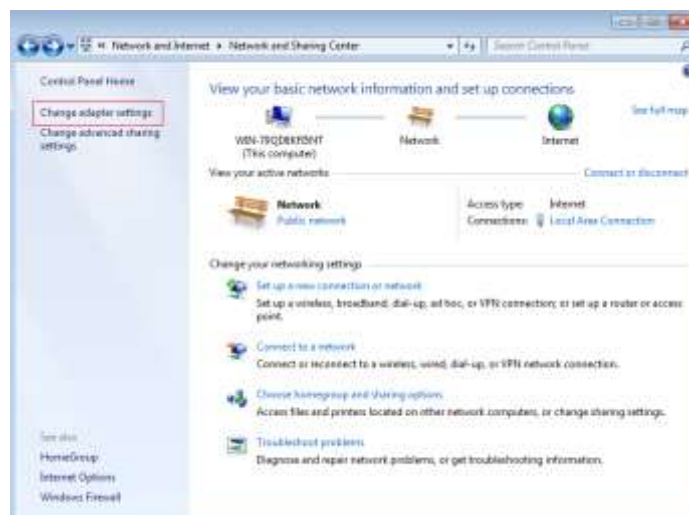 « Network and Internet ▸ Network and Sharing Center
Search Control Panel
Control Panel Home
Change adapter settings
Change advanced sharing
settings
View your basic network information and set up connections
See full map
(This computer)
Network
Internet
View your active networks
Connect or disconnect
Network
Public network
Access type: Internet
Connections: Local Area Connection
Change your networking settings
Set up a new connection or network
Set up a wireless, broadband, dial-up, ad hoc, or VPN connection; or set up a router or access
point.
Connect to a network
Connect or reconnect to a wireless, wired, dial-up, or VPN network connection.
Choose homegroup and sharing options
Access files and printers located on other network computers, or change sharing settings.
Troubleshoot problems
Diagnose and repair network problems, or get troubleshooting information.
See also
HomeGroup
Internet Options
Windows Firewall